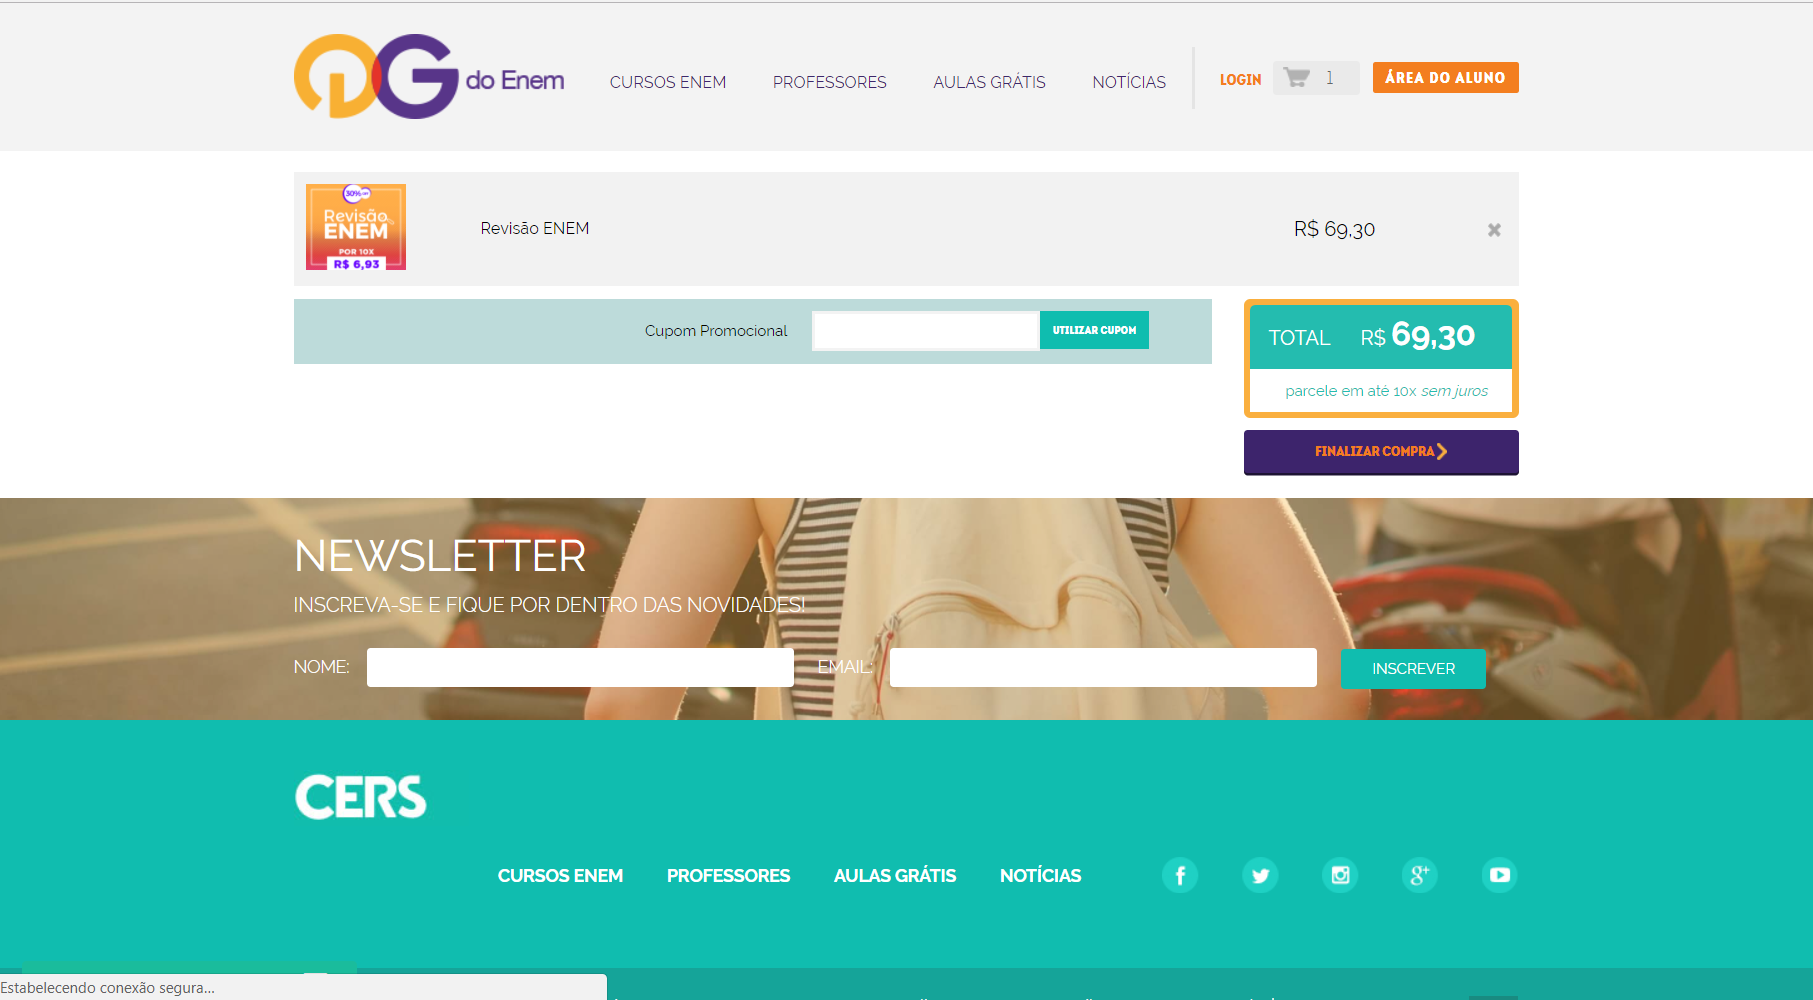 QG do Enem
CURSOS ENEM PROFESSORES AULAS GRÁTIS NOTÍCIAS LOGIN 1 ÁREA DO ALUNO
30% OFF
Revisão
ENEM
POR 10X
R$ 6,93
Revisão ENEM R$ 69,30
Cupom Promocional UTILIZAR CUPOM
TOTAL R$ 69,30
parcele em até 10x sem juros
FINALIZAR COMPRA
NEWSLETTER
INSCREVA-SE E FIQUE POR DENTRO DAS NOVIDADES!
NOME: EMAIL: INSCREVER
CERS
CURSOS ENEM PROFESSORES AULAS GRÁTIS NOTÍCIAS
Estabelecendo conexão segura...